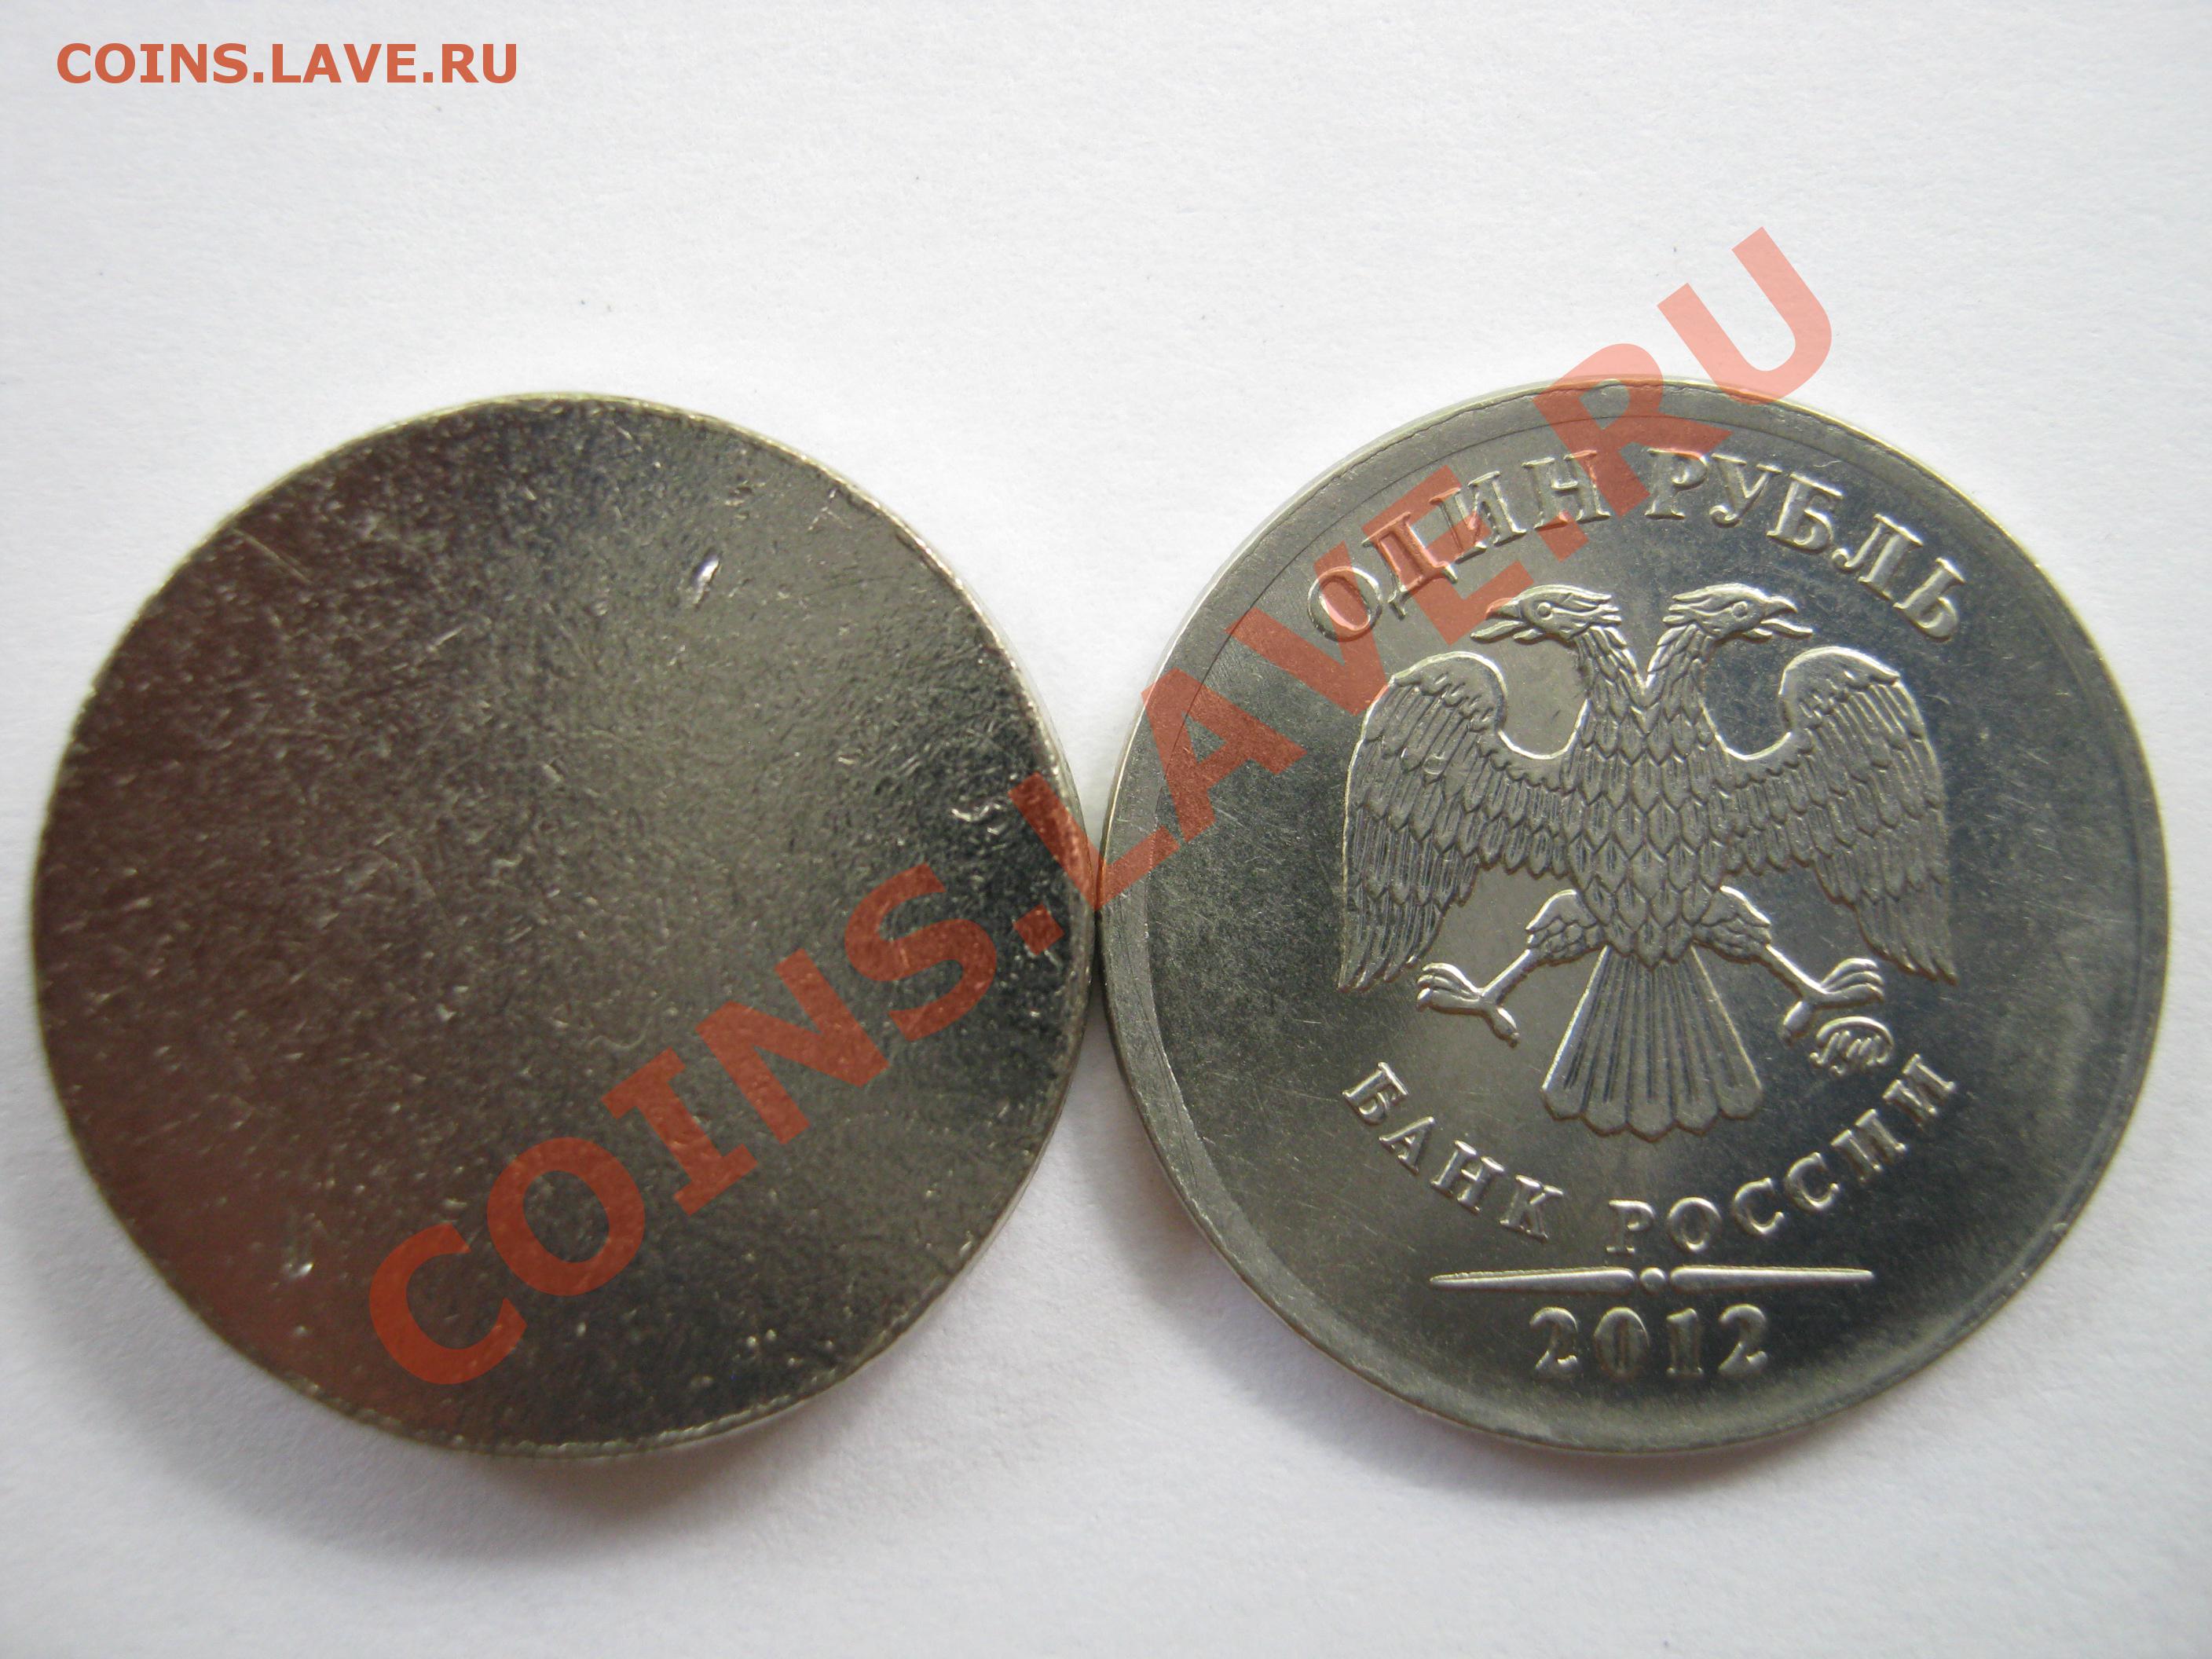 COINS.LAVE.RU
COINS.LAVE.RU
ОДИН РУБЛЬ
БАНК РОССИИ
2012